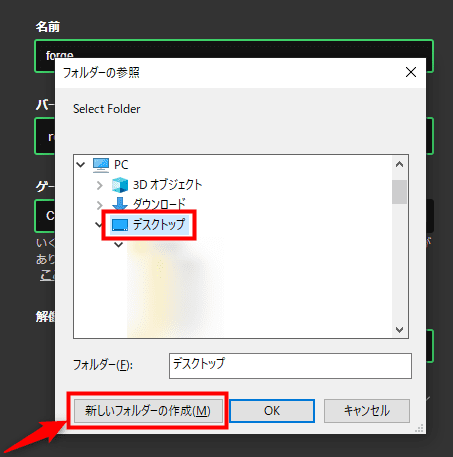 名前
forge
フォルダーの参照
Select Folder
PC
3D オブジェクト
ダウンロード
デスクトップ
フォルダー(F):
デスクトップ
新しいフォルダーの作成(M)
OK
キャンセル
バー
ゲー
いく
あり
こ
が
解像